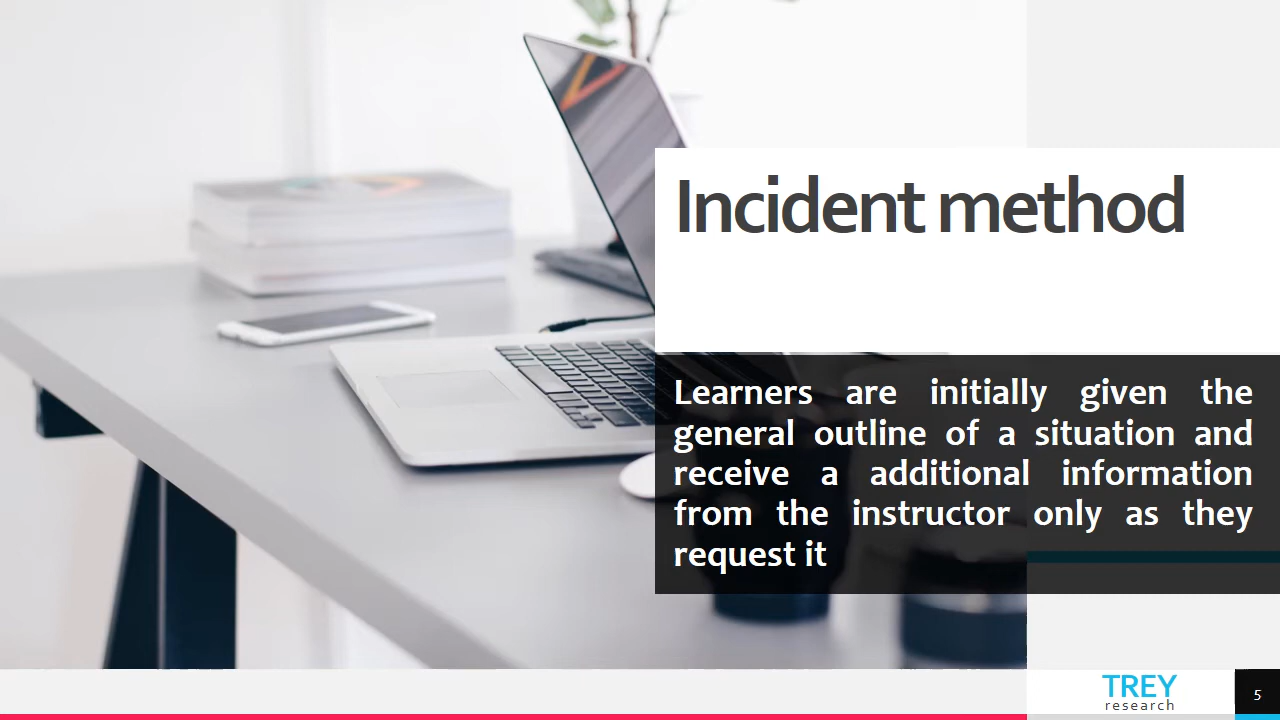 Incident method
Learners are initially given the
general outline of a situation and
receive a additional information
from the instructor only as they
request it
TREY
research
5